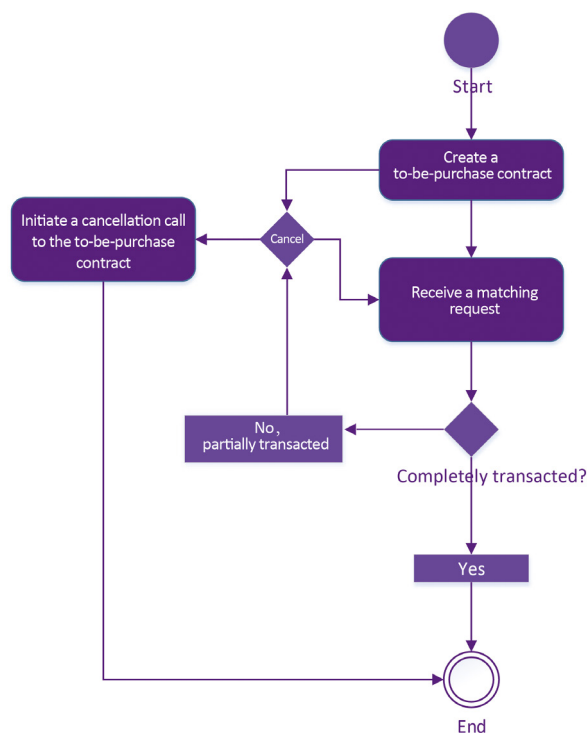 Start
Create a
to-be-purchase contract
Initiate a cancellation call
to the to-be-purchase
contract
Cancel
Receive a matching
request
No，
partially transacted
Completely transacted?
Yes
End